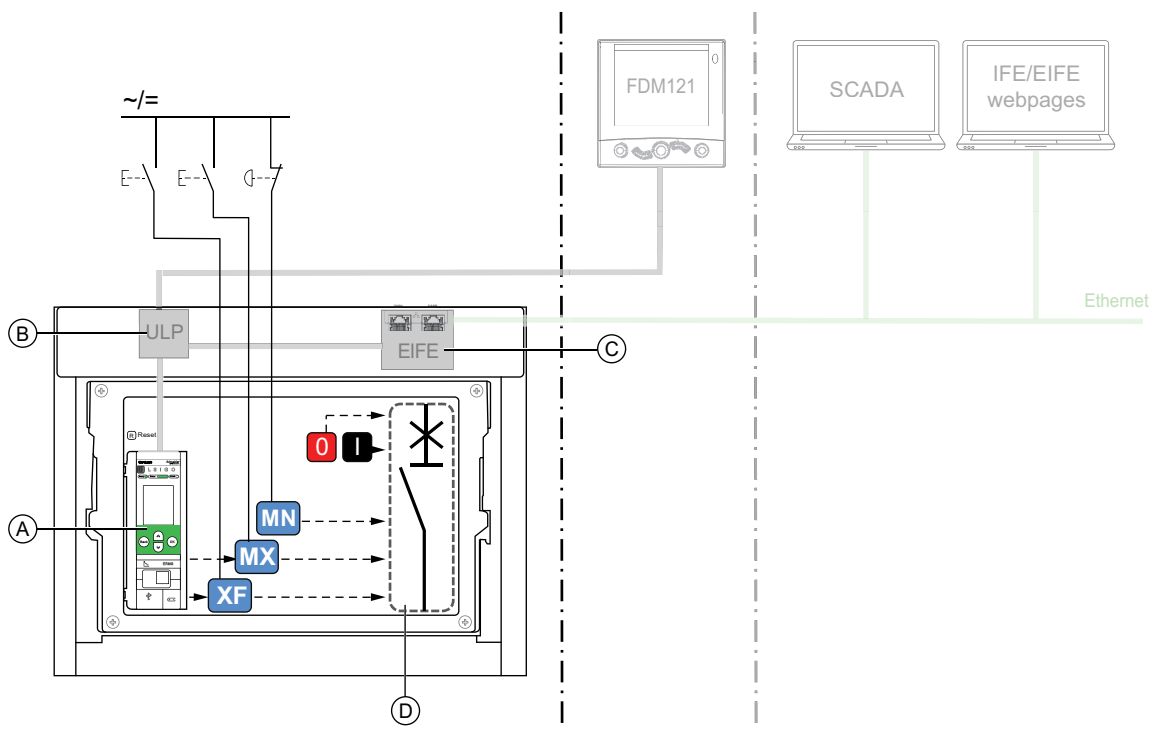 ~/=
FDM121
SCADA
IFE/EIFE
webpages
Ethernet
B
ULP
EIFE
C
R Reset
0
I
L S I G
A
MN
MX
XF
D